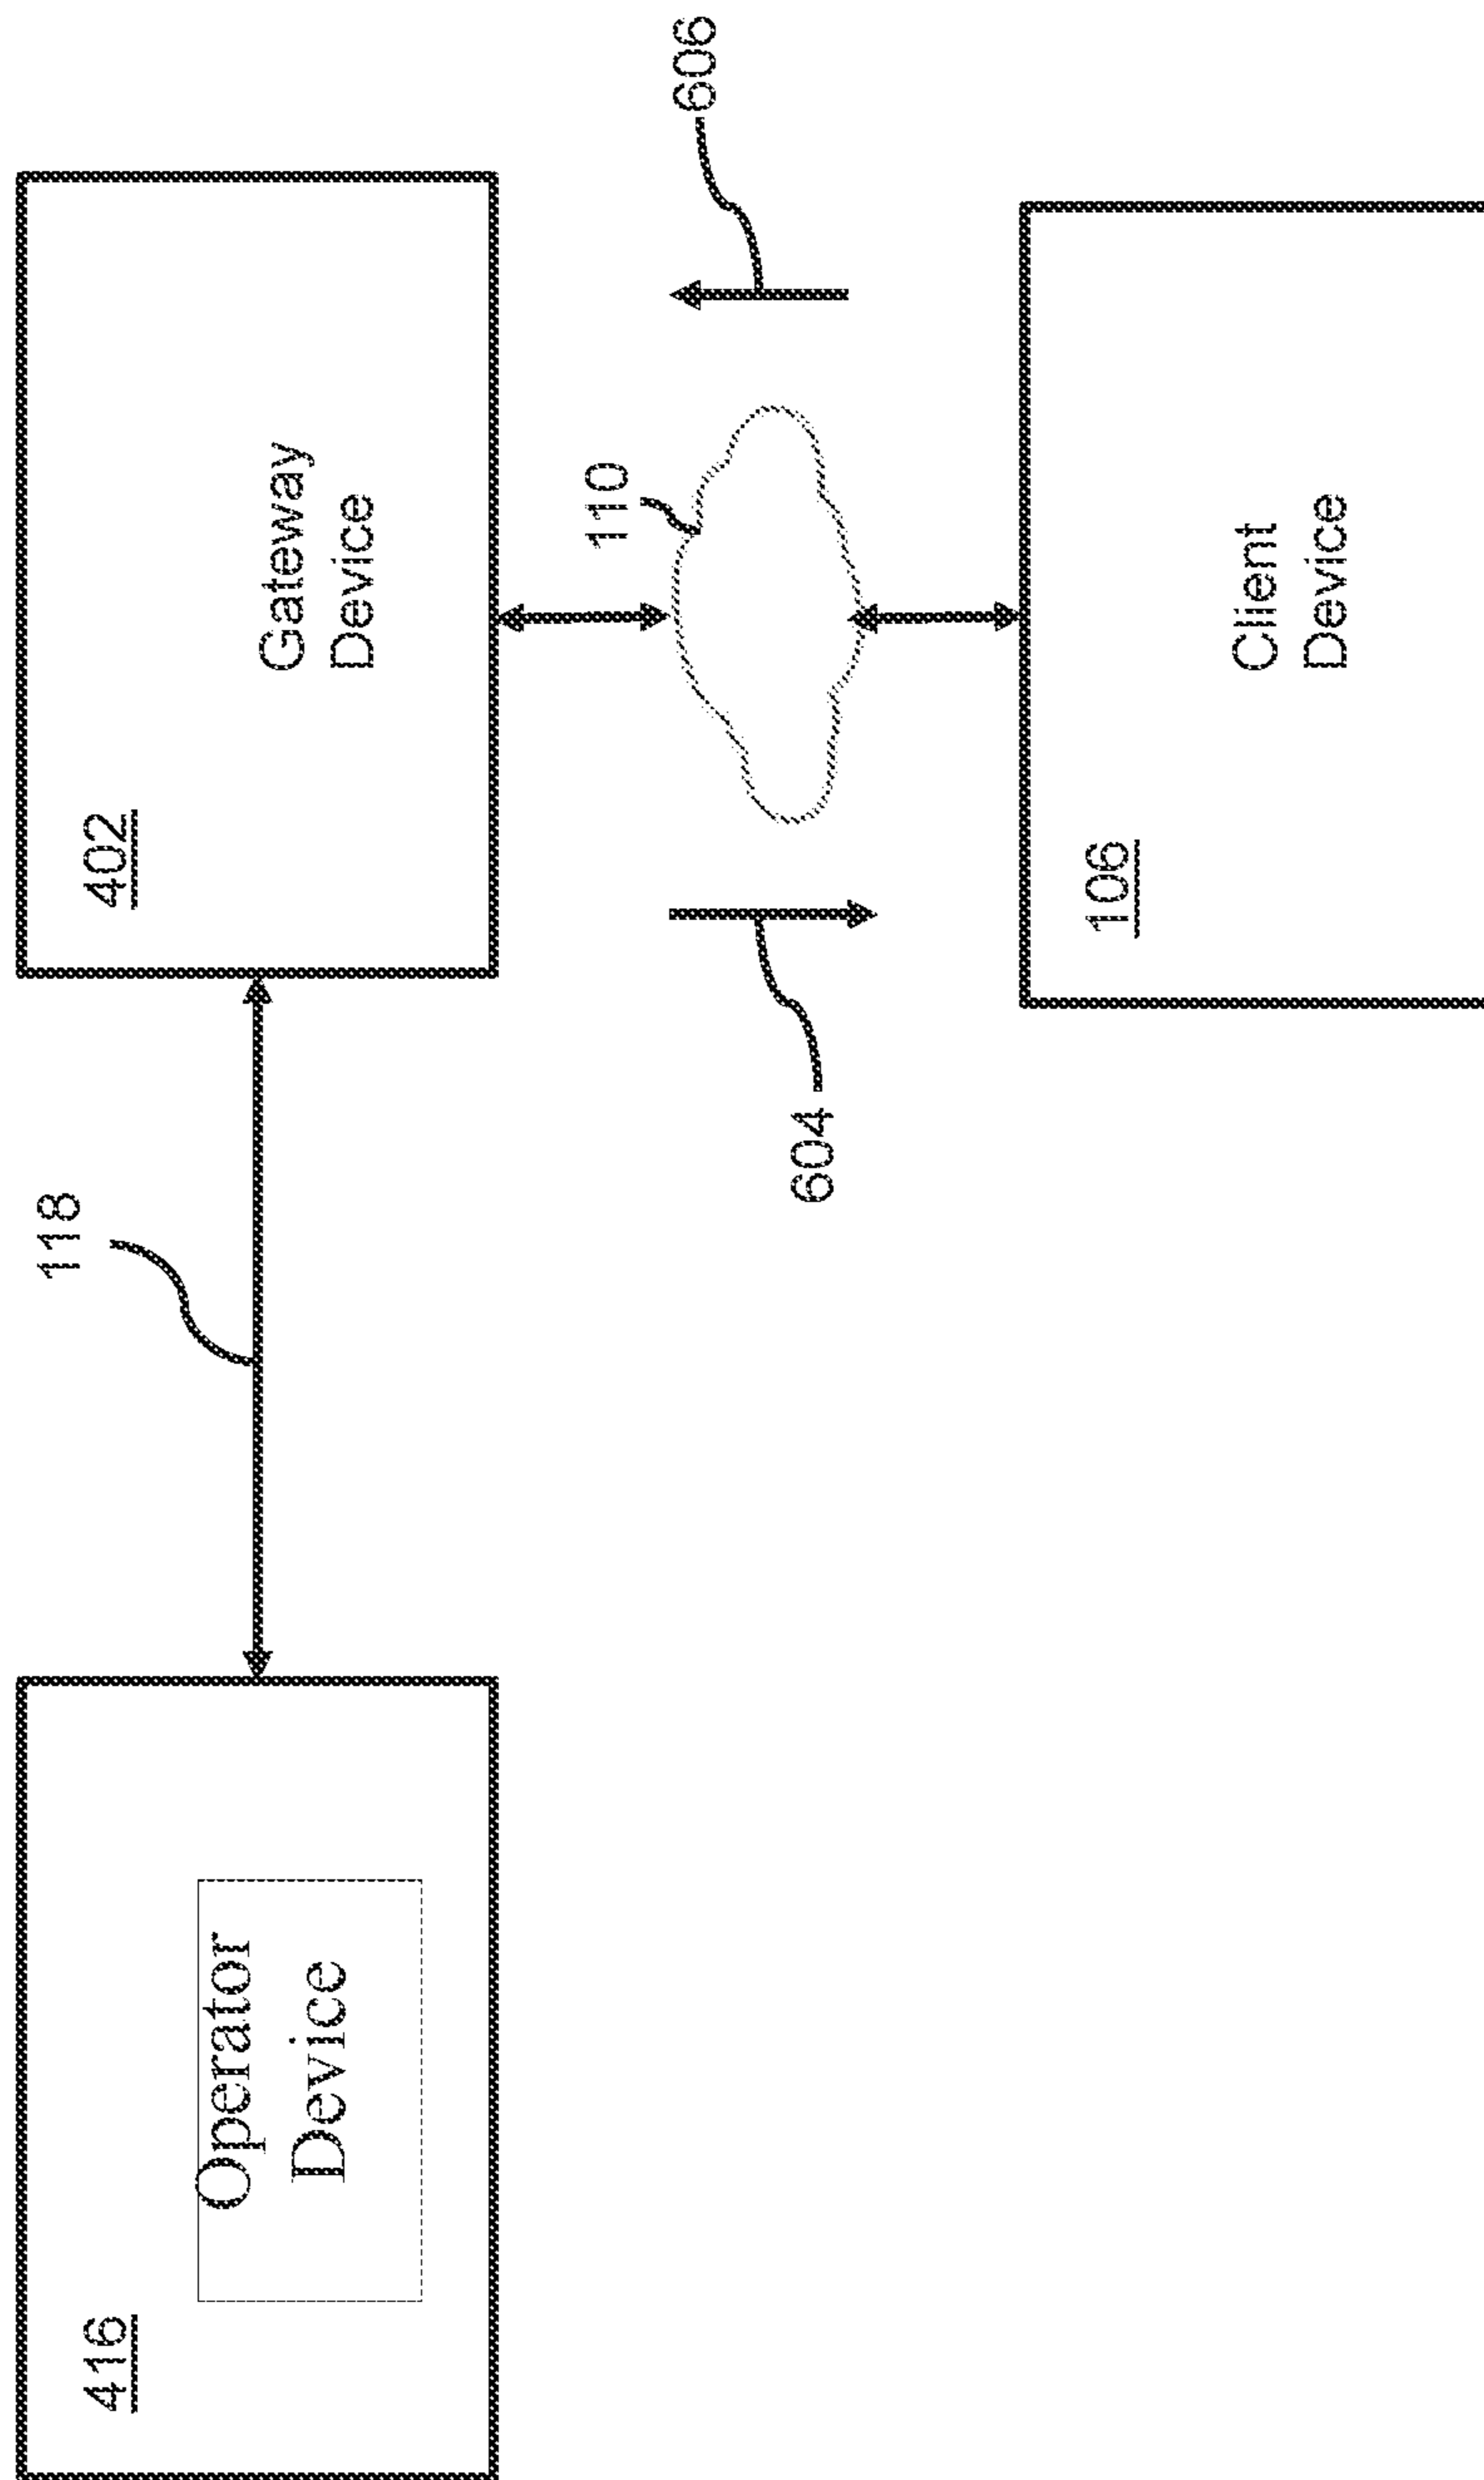 118
416
402
Operator
Device
Gateway
Device
110
606
604
106
Client
Device